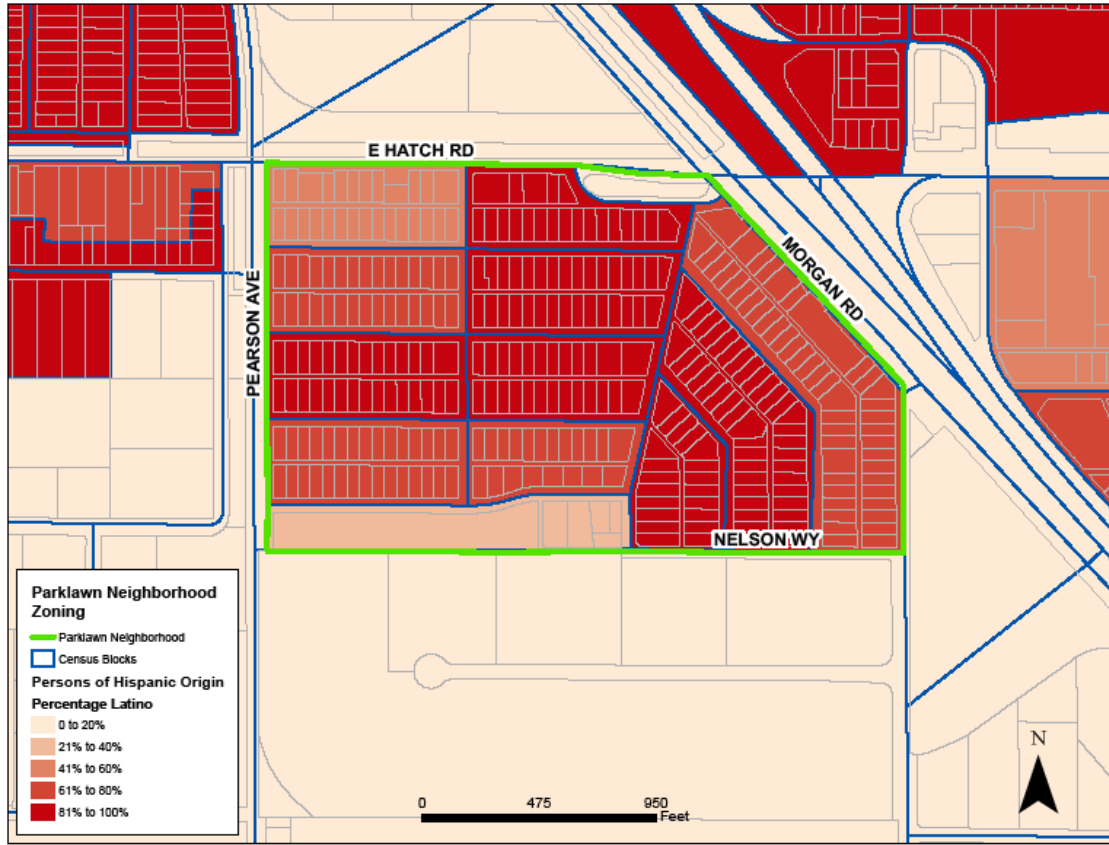 E HATCH RD
MORGAN RD
PEARSON AVE
NELSON WY
Parklawn Neighborhood
Zoning
Parklawn Neighborhood
Census Blocks
Persons of Hispanic Origin
Percentage Latino
0 to 20%
21% to 40%
41% to 60%
61% to 80%
81% to 100%
0 475 950
Feet
N